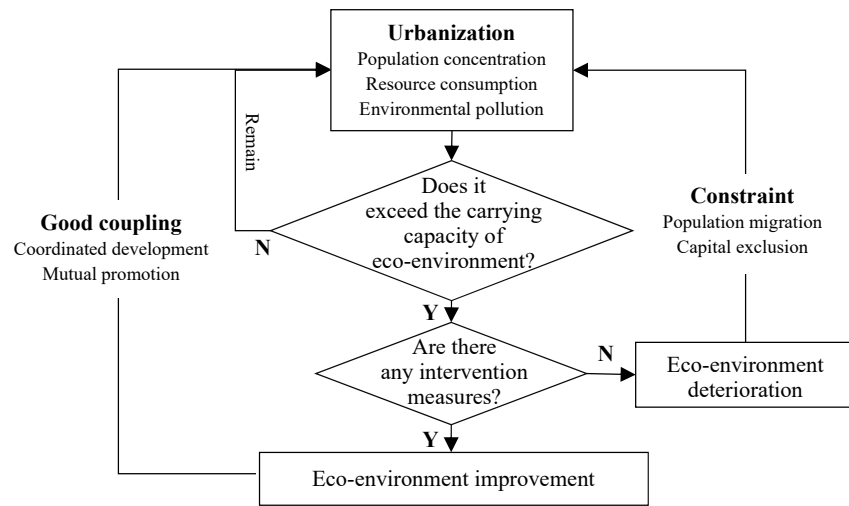 Urbanization
Population concentration
Resource consumption
Environmental pollution
Remain
Does it
exceed the carrying
capacity of
eco-environment?
Good coupling
Coordinated development
Mutual promotion
N
Constraint
Population migration
Capital exclusion
Y
Are there
any intervention
measures?
N
Eco-environment
deterioration
Y
Eco-environment improvement